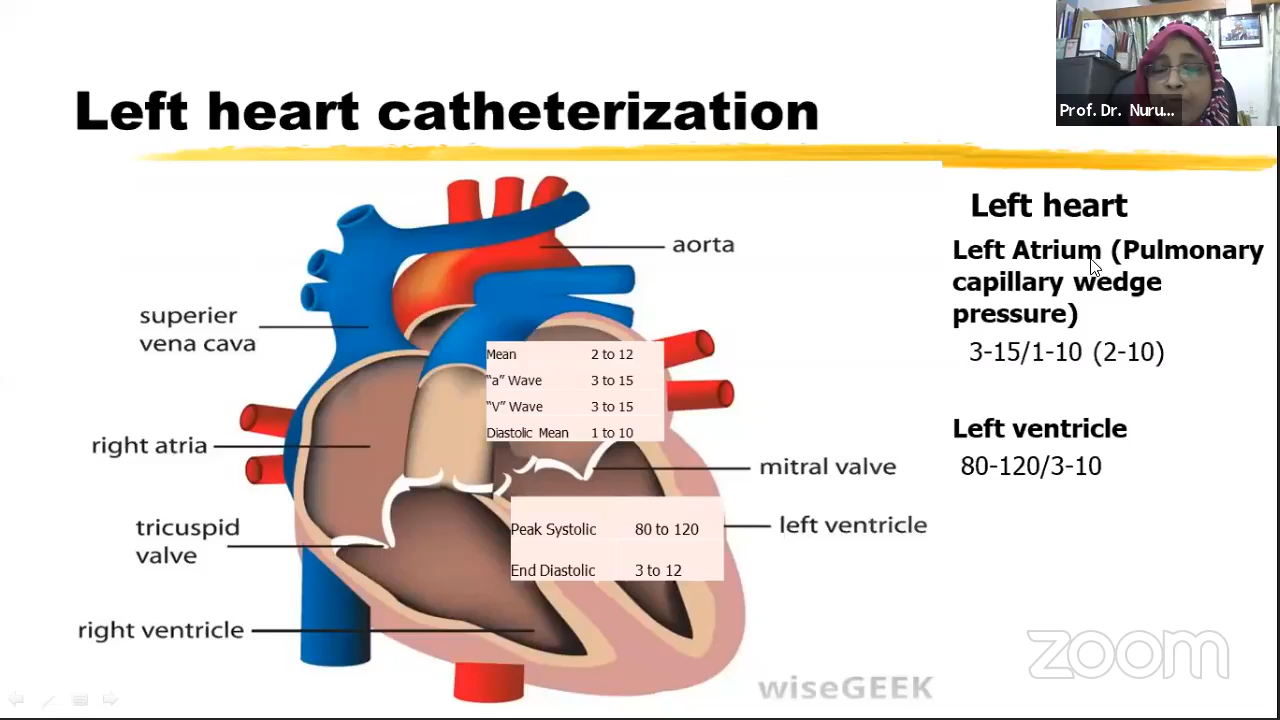 Prof. Dr. Nuru...
Left heart catheterization
aorta
superier
vena cava
right atria
tricuspid
valve
right ventricle
Mean 2 to 12
"a" Wave 3 to 15
"V" Wave 3 to 15
Diastolic Mean 1 to 10
mitral valve
Peak Systolic 80 to 120
End Diastolic 3 to 12
left ventricle
wiseGEEK
Left heart
Left Atrium (Pulmonary
capillary wedge
pressure)
3-15/1-10 (2-10)
Left ventricle
80-120/3-10
zoom